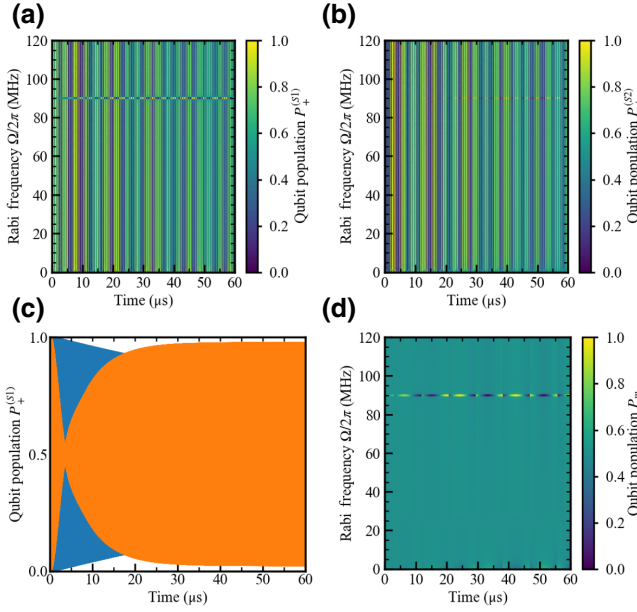 (a)
120
100
80
60
40
20
0
Rabi frequency Ω/2π (MHz)
0 10 20 30 40 50 60
Time (μs)
1.0
0.8
0.6
0.4
0.2
0.0
Qubit population P₊⁽ˢ¹⁾
(b)
120
100
80
60
40
20
0
Rabi frequency Ω/2π (MHz)
0 10 20 30 40 50 60
Time (μs)
1.0
0.8
0.6
0.4
0.2
0.0
Qubit population P⁽ˢ²⁾
(c)
1.0
0.5
0.0
Qubit population P₊⁽ˢ¹⁾
0 10 20 30 40 50 60
Time (μs)
(d)
120
100
80
60
40
20
0
Rabi frequency Ω/2π (MHz)
0 10 20 30 40 50 60
Time (μs)
1.0
0.8
0.6
0.4
0.2
0.0
Qubit population P